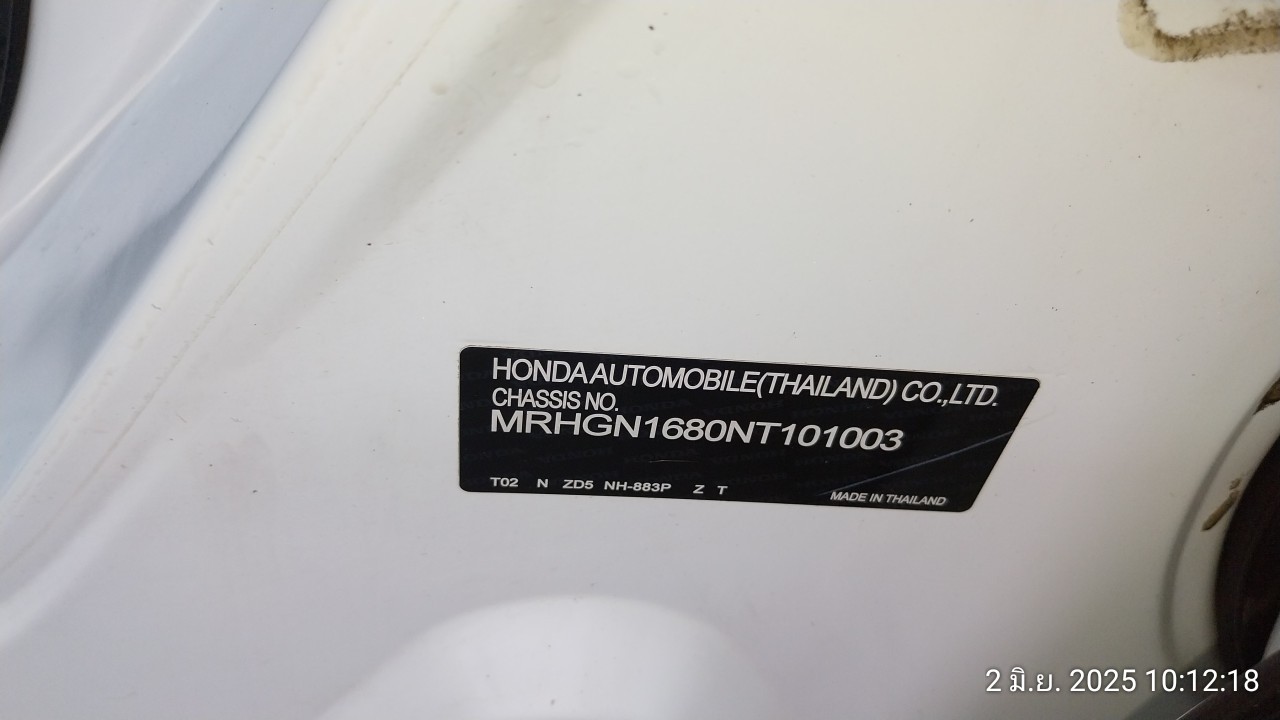 HONDA AUTOMOBILE(THAILAND) CO.,LTD.
CHASSIS NO.
MRHGN1680NT101003
T02 N ZD5 NH-883P Z T
MADE IN THAILAND
2 มิ.ย. 2025 10:12:18